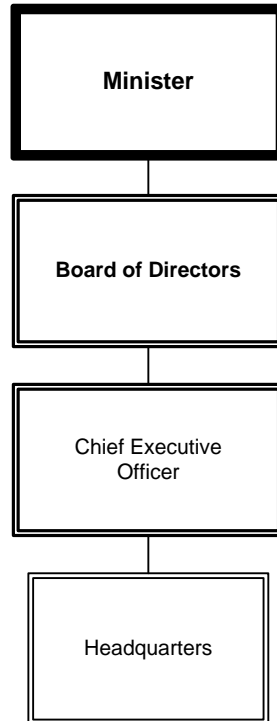 Minister
Board of Directors
Chief Executive
Officer
Headquarters